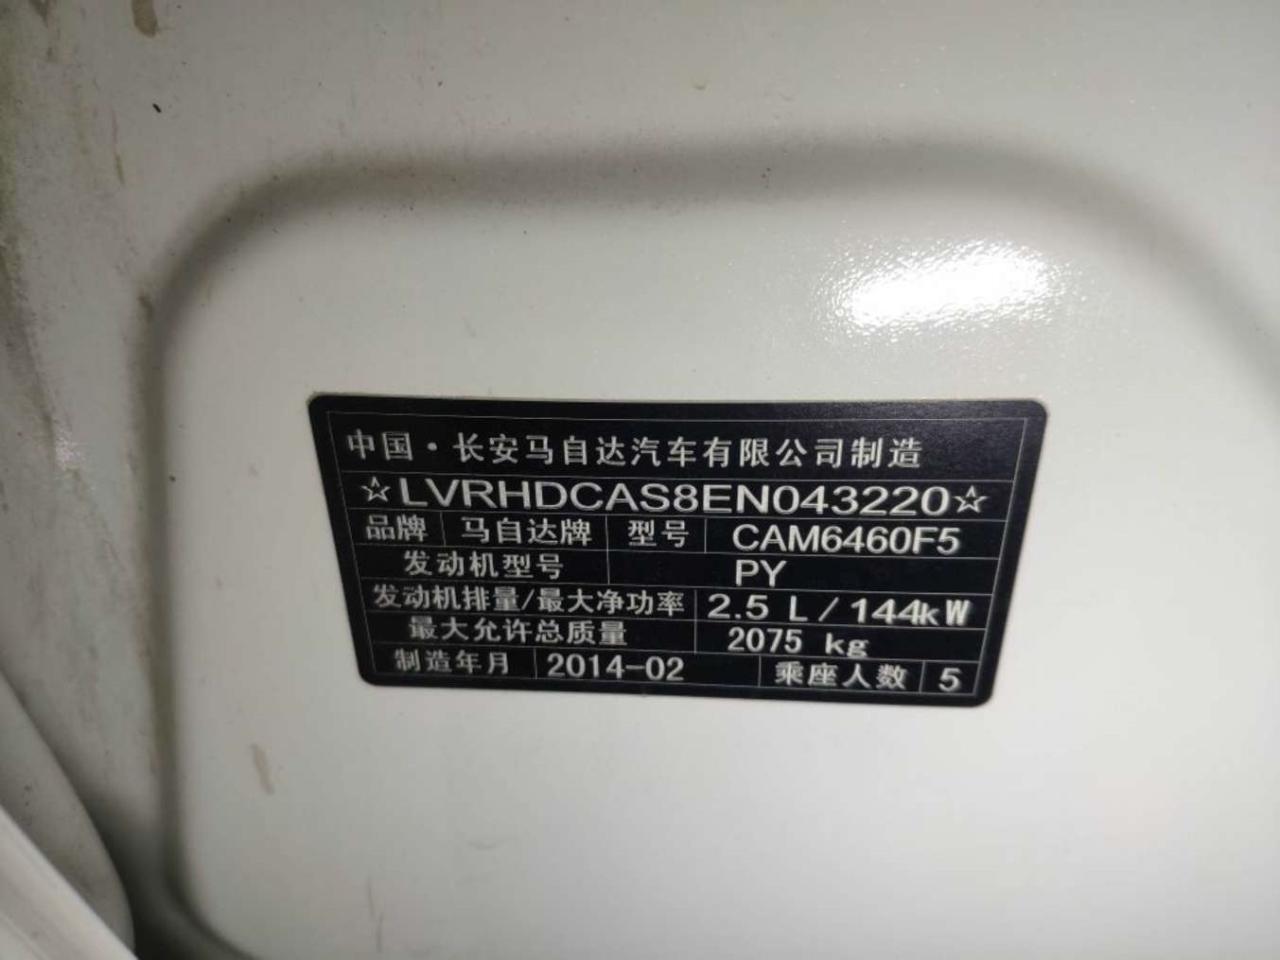 中国·长安马自达汽车有限公司制造
☆LVRHDCAS8EN043220☆
品牌 马自达牌 型号 CAM6460F5
发动机型号 PY
发动机排量/最大净功率 2.5 L/144kW
最大允许总质量 2075 kg
制造年月 2014-02 乘座人数 5